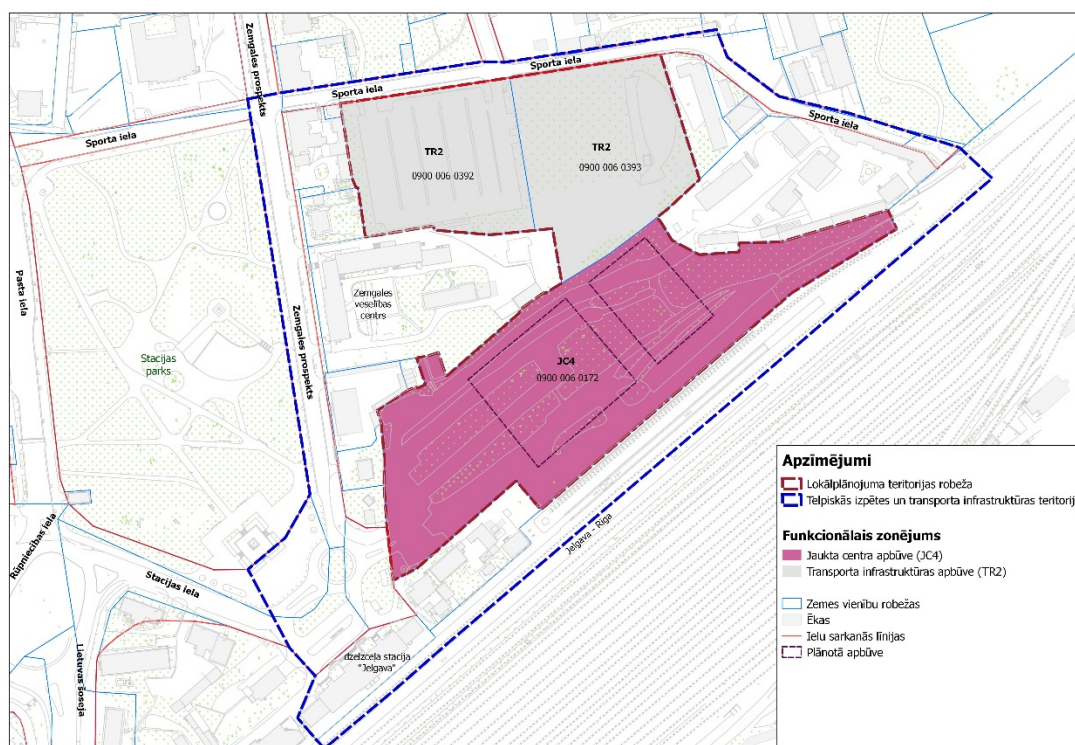 Zemgales prospekts
Sporta iela
Sporta iela
Sporta iela
Sporta iela
TR2
0900 006 0392
TR2
0900 006 0393
Pasta iela
Zemgales
veselības
centrs
Zemgales prospekts
Stacijas
parks
JC4
0900 006 0172
Jelgava - Rīga
Rūpniecības iela
Stacijas iela
Lietuvas šoseja
dzelzceļa stacija
"Jelgava"
Apzīmējumi
Lokālplānojuma teritorijas robeža
Telpiskās izpētes un transporta infrastruktūras teritorij
Funkcionālais zonējums
Jaukta centra apbūve (JC4)
Transporta infrastruktūras apbūve (TR2)
Zemes vienību robežas
Ēkas
Ielu sarkanās līnijas
Plānotā apbūve